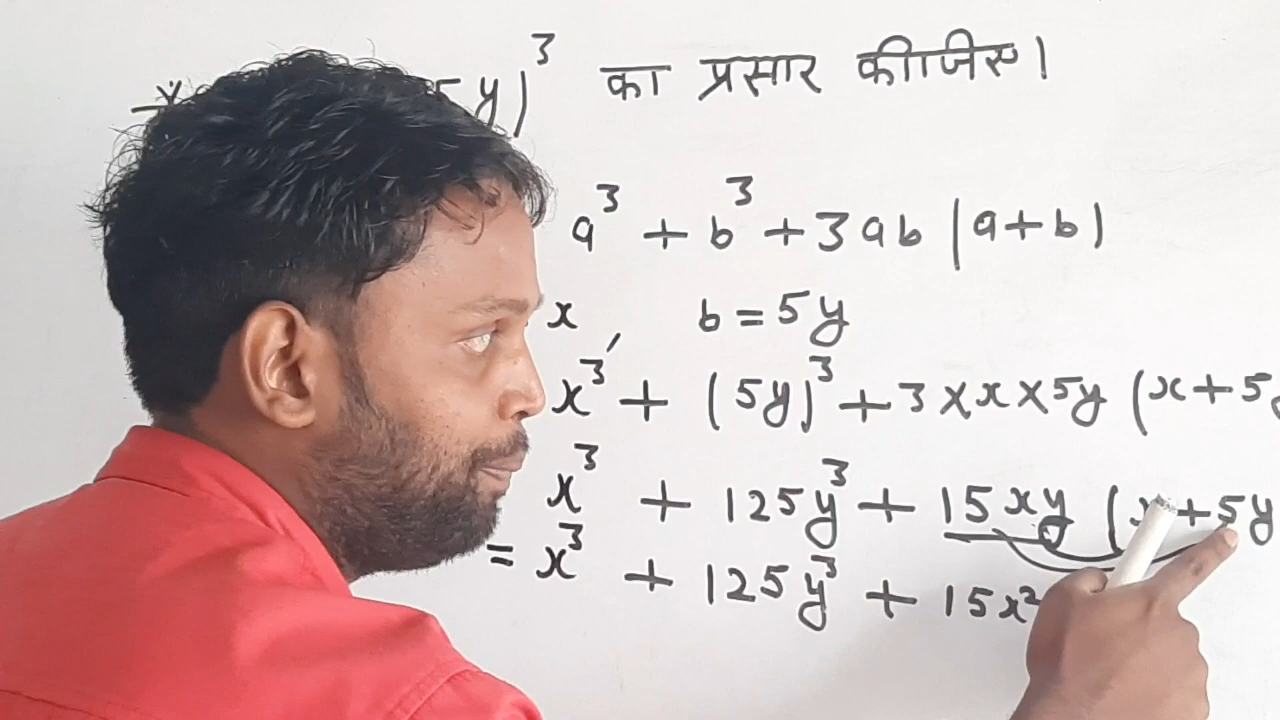 5y)³ का प्रसार कीजिए।
a³ + b³ + 3ab (a+b)
x, b = 5y
x³ + (5y)³ + 3×x×5y (x+5
x³ + 125y³ + 15xy (x+5y
= x³ + 125y³ + 15x²